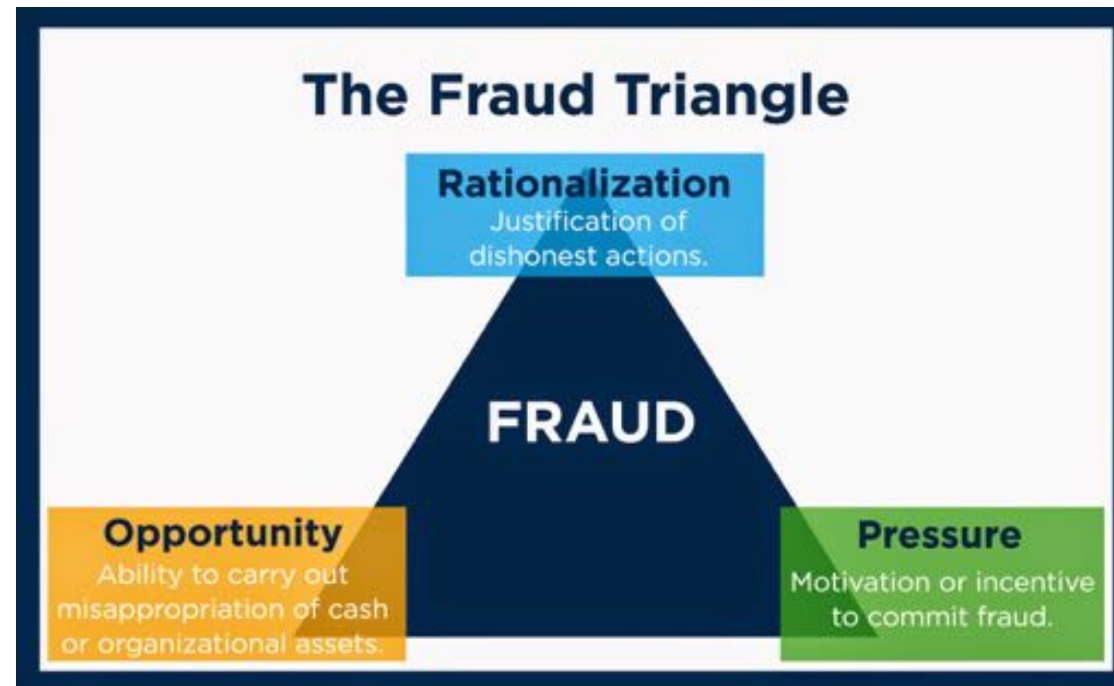 The Fraud Triangle
Rationalization
Justification of
dishonest actions.
FRAUD
Opportunity
Ability to carry out
misappropriation of cash
or organizational assets.
Pressure
Motivation or incentive
to commit fraud.